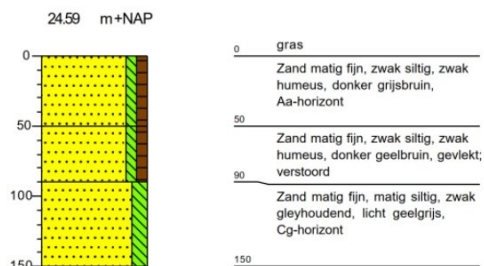 24.59 m+NAP
0
50
100
150
0
gras
Zand matig fijn, zwak siltig, zwak
humeus, donker grijsbruin,
Aa-horizont
50
Zand matig fijn, zwak siltig, zwak
humeus, donker geelbruin, gevlekt;
verstoord
90
Zand matig fijn, matig siltig, zwak
gleyhoudend, licht geelgrijs,
Cg-horizont
150